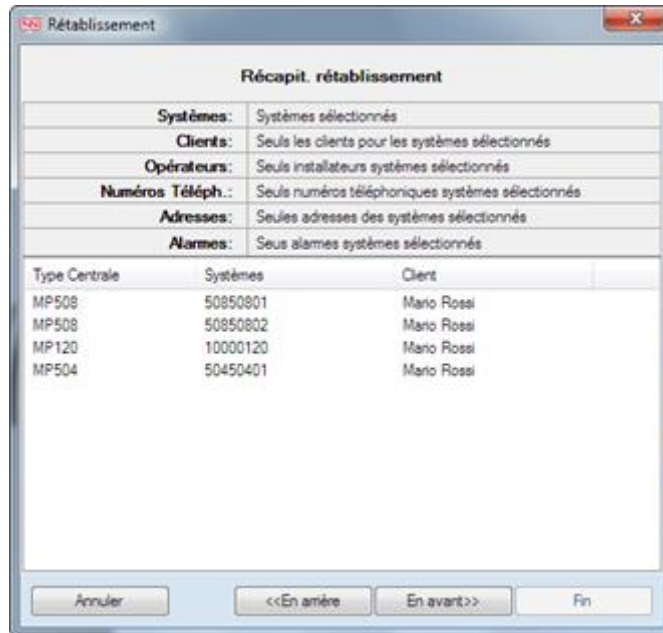 Rétablissement
Récapit. rétablissement
Systèmes: Systèmes sélectionnés
Clients: Seuls les clients pour les systèmes sélectionnés
Opérateurs: Seuls installateurs systèmes sélectionnés
Numéros Téléph.: Seuls numéros téléphoniques systèmes sélectionnés
Adresses: Seules adresses des systèmes sélectionnés
Alarmes: Seus alarmes systèmes sélectionnés
Type Centrale Systèmes Client
MP508 50850801 Mario Rossi
MP508 50850802 Mario Rossi
MP120 10000120 Mario Rossi
MP504 50450401 Mario Rossi
Annuler <<En arrière En avant>> Fin